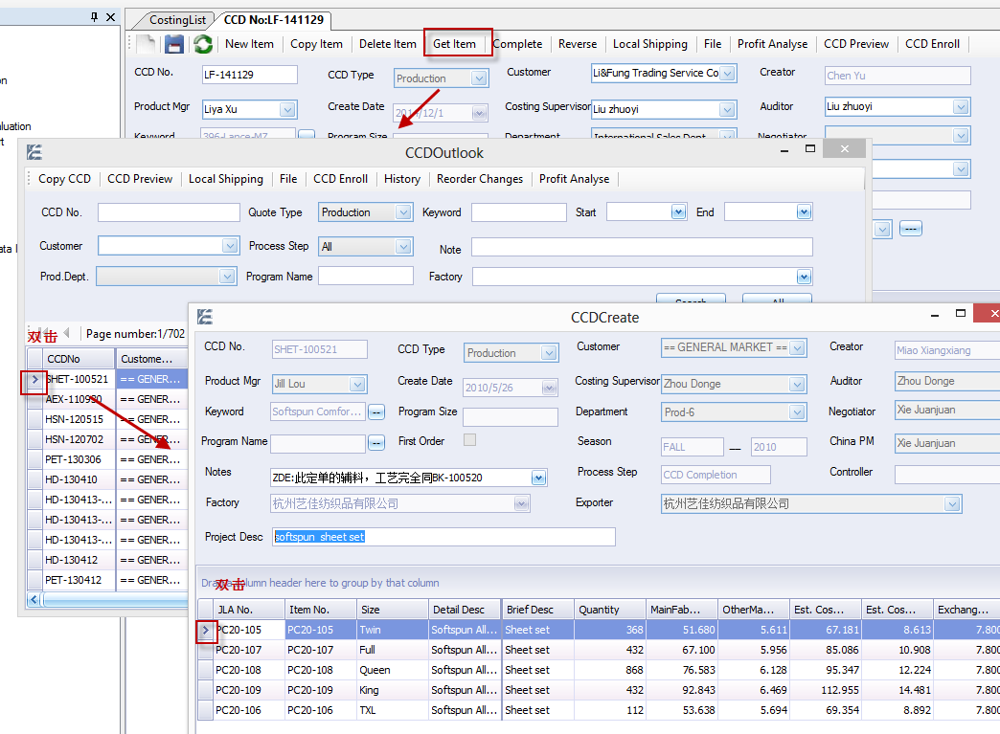 CostingList CCD No:LF-141129
New Item Copy Item Delete Item Get Item Complete Reverse Local Shipping File Profit Analyse CCD Preview CCD Enroll
CCD No. LF-141129 CCD Type Production Customer Li&Fung Trading Service Co Creator Chen Yu
Product Mgr Liya Xu Create Date 2014/12/1 Costing Supervisor Liu zhuoyi Auditor Liu zhuoyi
Keyword 396-Lance-M7 Program Size Department International Sales Dept Negotiator
CCDOutlook
Copy CCD CCD Preview Local Shipping File CCD Enroll History Reorder Changes Profit Analyse
CCD No. Quote Type Production Keyword Start End
Customer Process Step All Note
Prod.Dept. Program Name Factory
Search All
双击 Page number:1/702
CCDNo Custome...
SHET-100521 == GENER...
AEX-110930 == GENER...
HSN-120515 == GENER...
HSN-120702 == GENER...
PET-130306 == GENER...
HD-130410 == GENER...
HD-130413-... == GENER...
HD-130413-... == GENER...
HD-130413-... == GENER...
HD-130412 == GENER...
PET-130412 == GENER...
CCDCreate
CCD No. SHET-100521 CCD Type Production Customer == GENERAL MARKET == Creator Miao Xiangxiang
Product Mgr Jill Lou Create Date 2010/5/26 Costing Supervisor Zhou Donge Auditor Zhou Donge
Keyword Softspun Comfor... Program Size Department Prod-6 Negotiator Xie Juanjuan
Program Name First Order Season FALL — 2010 China PM Xie Juanjuan
Notes ZDE:此定单的辅料，工艺完全同BK-100520 Process Step CCD Completion Controller
Factory 杭州艺佳纺织品有限公司 Exporter 杭州艺佳纺织品有限公司
Project Desc softspun sheet set
双击 column header here to group by that column
JLA No. Item No. Size Detail Desc Brief Desc Quantity MainFab... OtherMa... Est. Cos... Est. Cos... Exchang...
PC20-105 PC20-105 Twin Softspun All... Sheet set 368 51.680 5.611 67.181 8.613 7.800
PC20-107 PC20-107 Full Softspun All... Sheet set 432 67.100 5.956 85.086 10.908 7.800
PC20-108 PC20-108 Queen Softspun All... Sheet set 868 76.583 6.128 95.347 12.224 7.800
PC20-109 PC20-109 King Softspun All... Sheet set 432 92.843 6.469 112.955 14.481 7.800
PC20-106 PC20-106 TXL Softspun All... Sheet set 112 53.638 5.694 69.354 8.892 7.800